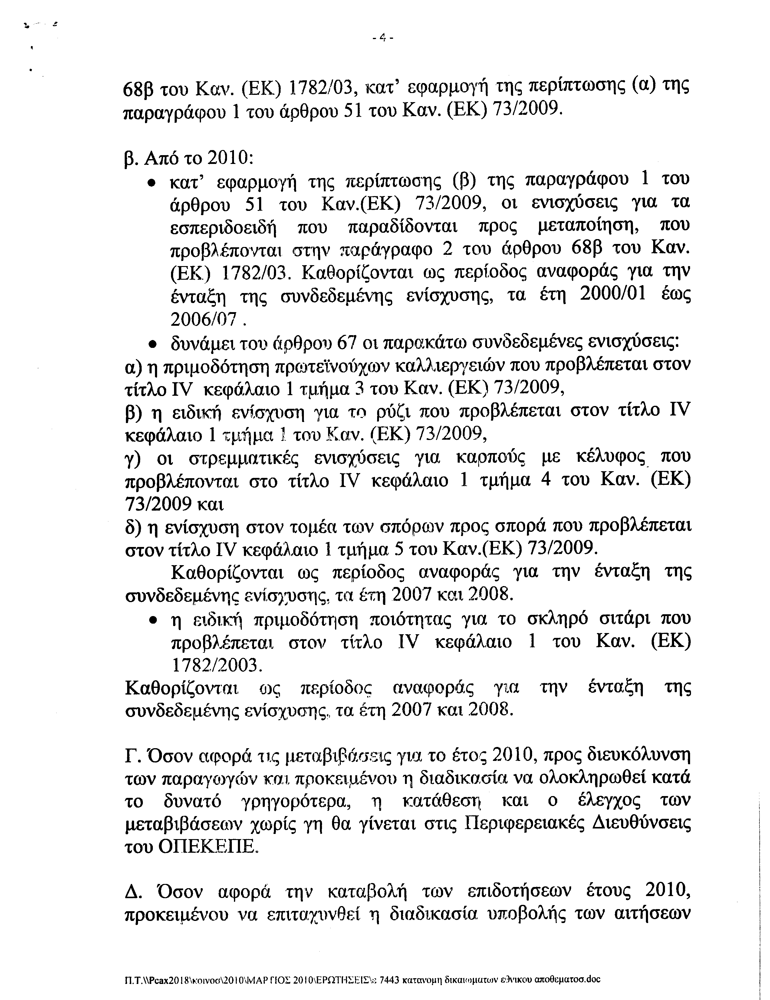 - 4 -
68β του Καν. (ΕΚ) 1782/03, κατ’ εφαρμογή της περίπτωσης (α) της
παραγράφου 1 του άρθρου 51 του Καν. (ΕΚ) 73/2009.
β. Από το 2010:
• κατ’ εφαρμογή της περίπτωσης (β) της παραγράφου 1 του
άρθρου 51 του Καν.(ΕΚ) 73/2009, οι ενισχύσεις για τα
εσπεριδοειδή που παραδίδονται προς μεταποίηση, που
προβλέπονται στην παράγραφο 2 του άρθρου 68β του Καν.
(ΕΚ) 1782/03. Καθορίζονται ως περίοδος αναφοράς για την
ένταξη της συνδεδεμένης ενίσχυσης, τα έτη 2000/01 έως
2006/07 .
• δυνάμει του άρθρου 67 οι παρακάτω συνδεδεμένες ενισχύσεις:
α) η πριμοδότηση πρωτεϊνούχων καλλιεργειών που προβλέπεται στον
τίτλο IV κεφάλαιο 1 τμήμα 3 του Καν. (ΕΚ) 73/2009,
β) η ειδική ενίσχυση για το ρύζι που προβλέπεται στον τίτλο IV
κεφάλαιο 1 τμήμα 1 του Καν. (ΕΚ) 73/2009,
γ) οι στρεμματικές ενισχύσεις για καρπούς με κέλυφος που
προβλέπονται στο τίτλο IV κεφάλαιο 1 τμήμα 4 του Καν. (ΕΚ)
73/2009 και
δ) η ενίσχυση στον τομέα των σπόρων προς σπορά που προβλέπεται
στον τίτλο IV κεφάλαιο 1 τμήμα 5 του Καν.(ΕΚ) 73/2009.
Καθορίζονται ως περίοδος αναφοράς για την ένταξη της
συνδεδεμένης ενίσχυσης, τα έτη 2007 και 2008.
• η ειδική πριμοδότηση ποιότητας για το σκληρό σιτάρι που
προβλέπεται στον τίτλο IV κεφάλαιο 1 του Καν. (ΕΚ)
1782/2003.
Καθορίζονται ως περίοδος αναφοράς για την ένταξη της
συνδεδεμένης ενίσχυσης, τα έτη 2007 και 2008.
Γ. Όσον αφορά τις μεταβιβάσεις για το έτος 2010, προς διευκόλυνση
των παραγωγών και προκειμένου η διαδικασία να ολοκληρωθεί κατά
το δυνατό γρηγορότερα, η κατάθεση και ο έλεγχος των
μεταβιβάσεων χωρίς γη θα γίνεται στις Περιφερειακές Διευθύνσεις
του ΟΠΕΚΕΠΕ.
Δ. Όσον αφορά την καταβολή των επιδοτήσεων έτους 2010,
προκειμένου να επιταχυνθεί η διαδικασία υποβολής των αιτήσεων
Π.Τ.\\Pcax2018\κοινοσ\2010\ΜΑΡΤΙΟΣ 2010\ΕΡΩΤΗΣΕΙΣ\ε 7443 κατανομη δικαιωματων εθνικου αποθεματοσ.doc